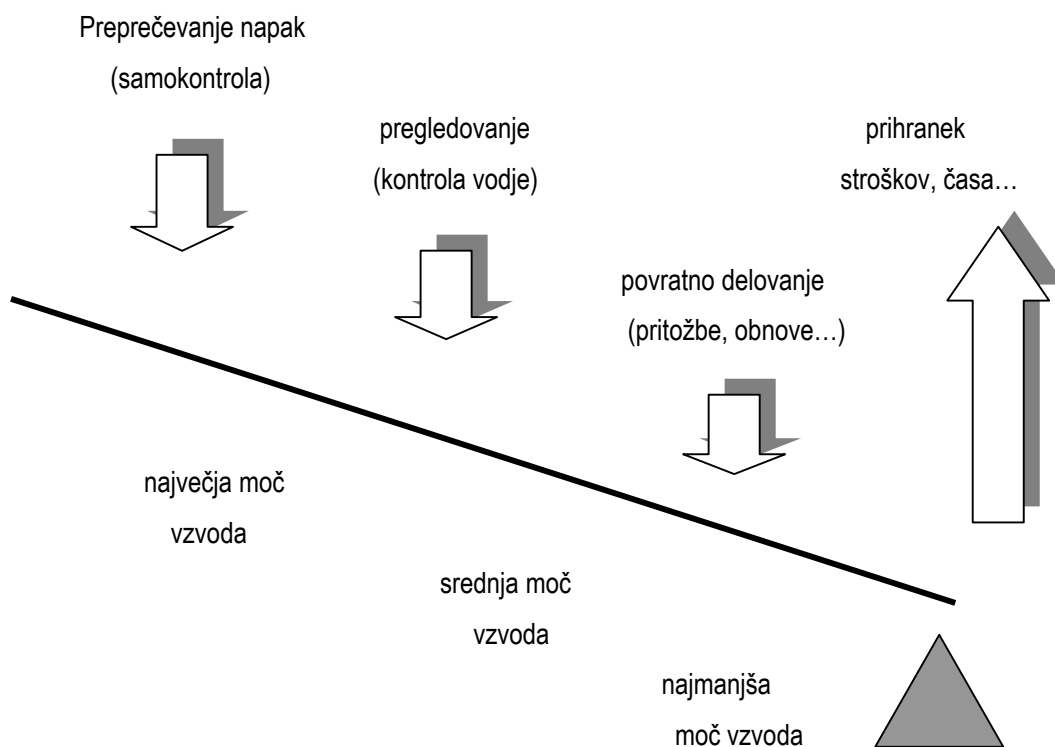 Preprečevanje napak
(samokontrola)
pregledovanje
(kontrola vodje)
prihranek
stroškov, časa…
povratno delovanje
(pritožbe, obnove…)
največja moč
vzvoda
srednja moč
vzvoda
najmanjša
moč vzvoda